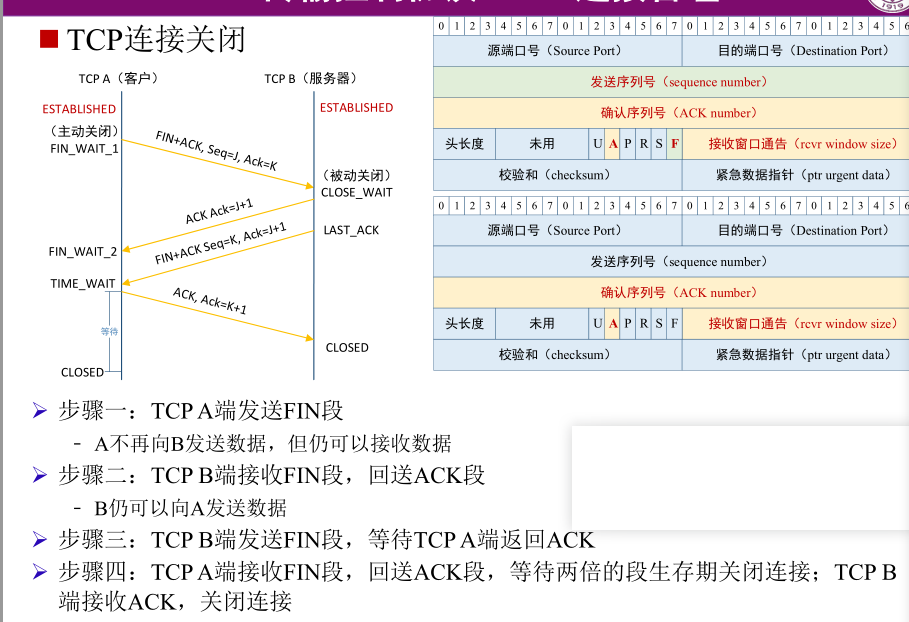 TCP连接关闭
TCP A（客户）
TCP B（服务器）
ESTABLISHED
ESTABLISHED
（主动关闭）
FIN_WAIT_1
FIN+ACK, Seq=J, Ack=K
（被动关闭）
CLOSE_WAIT
ACK Ack=J+1
LAST_ACK
FIN_WAIT_2
FIN+ACK Seq=K, Ack=J+1
TIME_WAIT
ACK, Ack=K+1
等待
CLOSED
CLOSED
0 1 2 3 4 5 6 7 0 1 2 3 4 5 6 7 0 1 2 3 4 5 6
源端口号（Source Port） 目的端口号（Destination Port）
发送序列号（sequence number）
确认序列号（ACK number）
头长度 未用 U A P R S F 接收窗口通告（rcvr window size）
校验和（checksum） 紧急数据指针（ptr urgent data）
0 1 2 3 4 5 6 7 0 1 2 3 4 5 6 7 0 1 2 3 4 5 6 7 0 1 2 3 4 5 6
源端口号（Source Port） 目的端口号（Destination Port）
发送序列号（sequence number）
确认序列号（ACK number）
头长度 未用 U A P R S F 接收窗口通告（rcvr window size）
校验和（checksum） 紧急数据指针（ptr urgent data）
步骤一：TCP A端发送FIN段
- A不再向B发送数据，但仍可以接收数据
步骤二：TCP B端接收FIN段，回送ACK段
- B仍可以向A发送数据
步骤三：TCP B端发送FIN段，等待TCP A端返回ACK
步骤四：TCP A端接收FIN段，回送ACK段，等待两倍的段生存期关闭连接；TCP B
端接收ACK，关闭连接